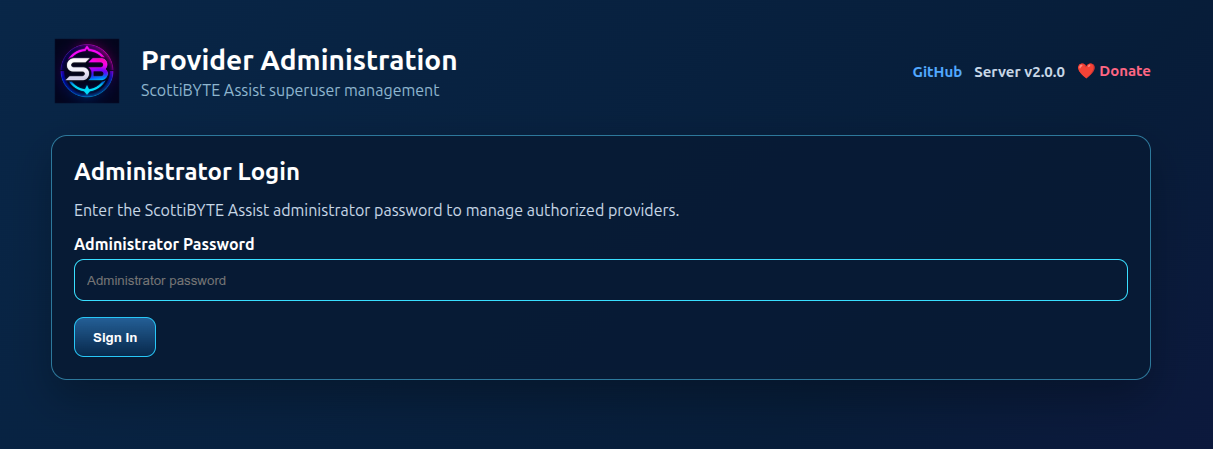 SB
Provider Administration
ScottiBYTE Assist superuser management
GitHub Server v2.0.0 ❤️ Donate
Administrator Login
Enter the ScottiBYTE Assist administrator password to manage authorized providers.
Administrator Password
Administrator password
Sign In